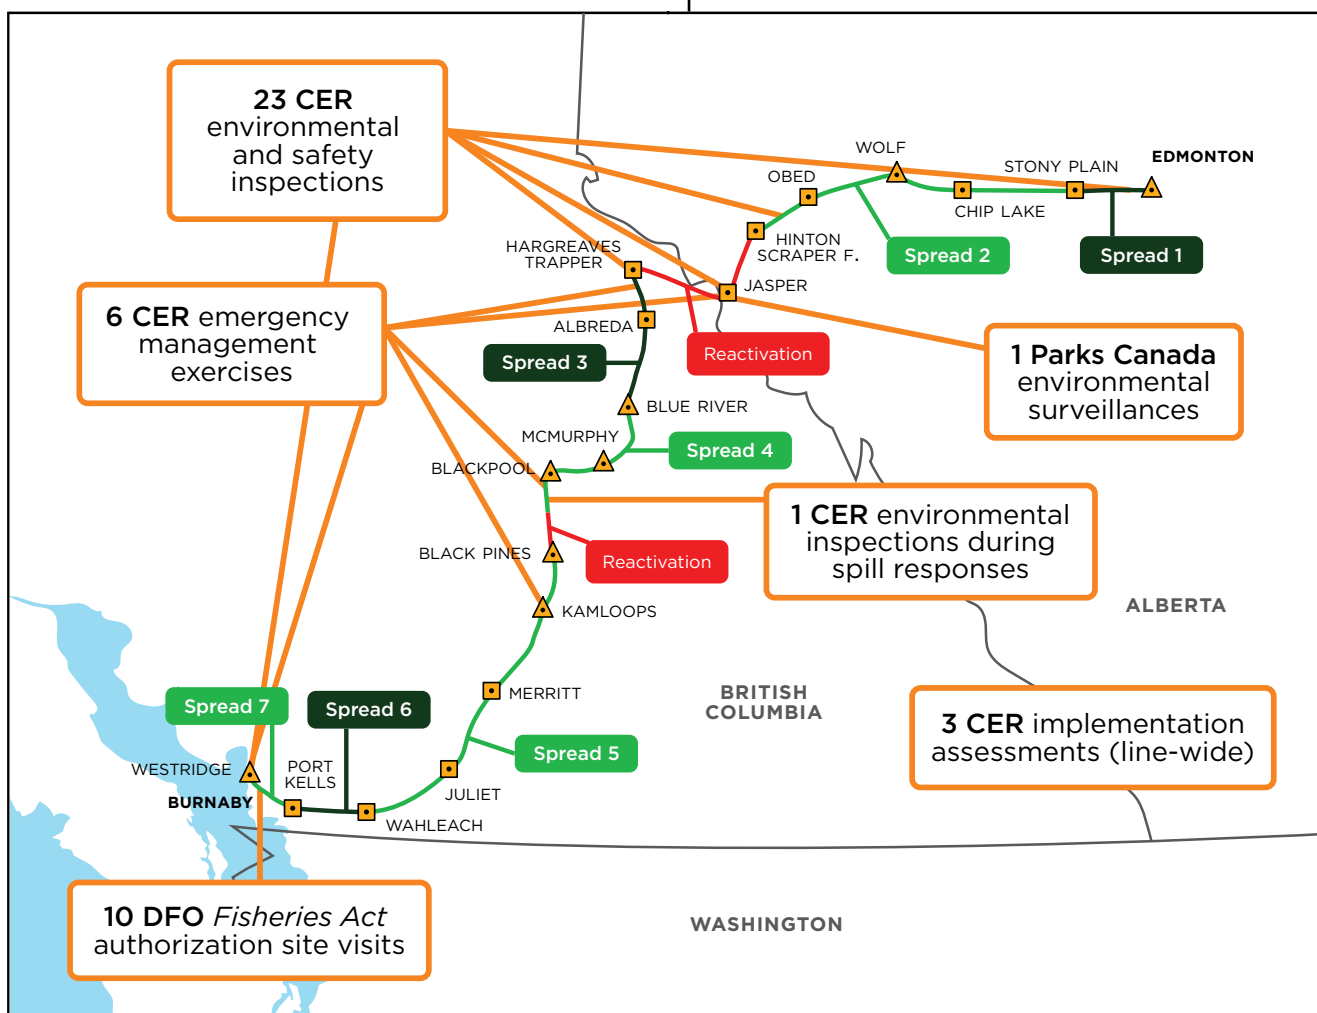 23 CER
environmental
and safety
inspections
WOLF
STONY PLAIN
EDMONTON
OBED
CHIP LAKE
HINTON
SCRAPER F.
Spread 2
Spread 1
HARGREAVES
TRAPPER
JASPER
6 CER emergency
management
exercises
ALBREDA
Spread 3
Reactivation
1 Parks Canada
environmental
surveillances
BLUE RIVER
MCMURPHY
Spread 4
BLACKPOOL
1 CER environmental
inspections during
spill responses
BLACK PINES
Reactivation
KAMLOOPS
ALBERTA
MERRITT
BRITISH
COLUMBIA
Spread 7
Spread 6
3 CER implementation
assessments (line-wide)
Spread 5
WESTRIDGE
PORT
KELLS
BURNABY
JULIET
WAHLEACH
10 DFO Fisheries Act
authorization site visits
WASHINGTON